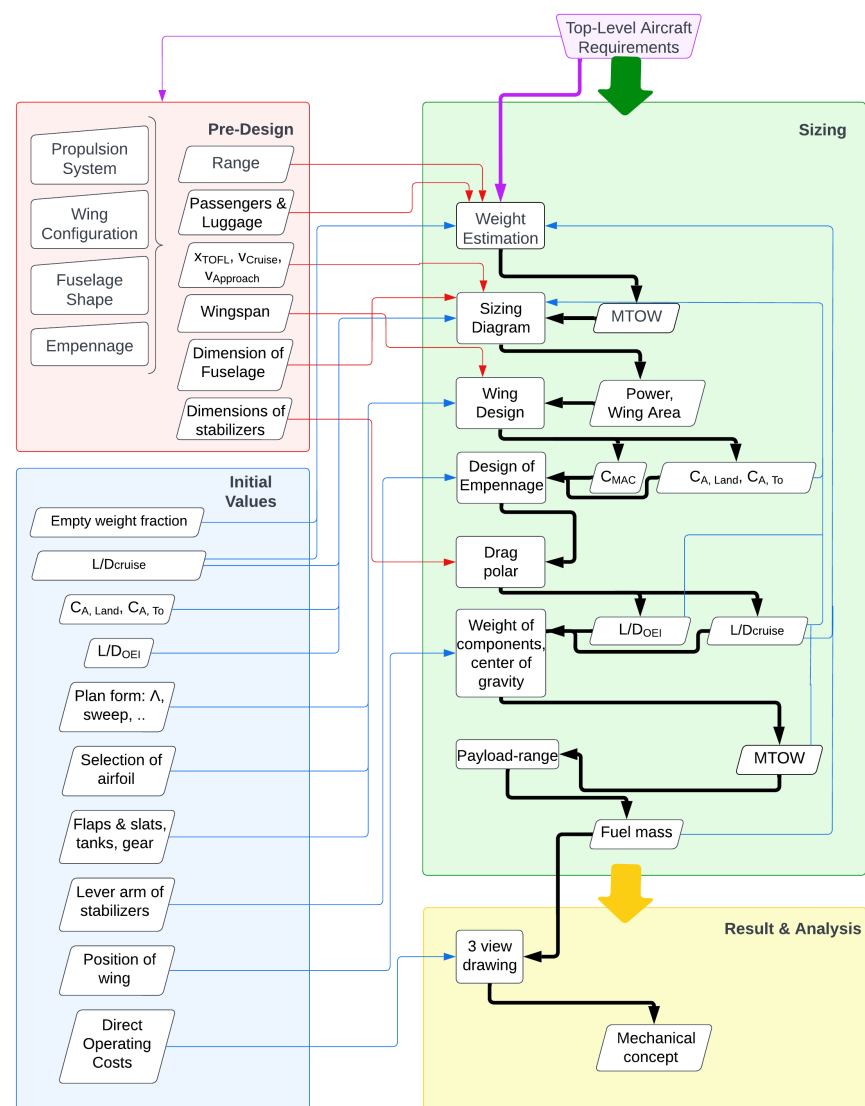 Top-Level Aircraft
Requirements
Pre-Design
Propulsion
System
Wing
Configuration
Fuselage
Shape
Empennage
Range
Passengers &
Luggage
xTOFL, vCruise,
vApproach
Wingspan
Dimension of
Fuselage
Dimensions of
stabilizers
Initial
Values
Empty weight fraction
L/Dcruise
CA, Land, CA, To
L/DOEI
Plan form: Λ,
sweep, ..
Selection of
airfoil
Flaps & slats,
tanks, gear
Lever arm of
stabilizers
Position of
wing
Direct
Operating
Costs
Sizing
Weight
Estimation
Sizing
Diagram
MTOW
Wing
Design
Power,
Wing Area
Design of
Empennage
CMAC
CA, Land, CA, To
Drag
polar
Weight of
components,
center of
gravity
L/DOEI
L/Dcruise
Payload-range
MTOW
Fuel mass
Result & Analysis
3 view
drawing
Mechanical
concept